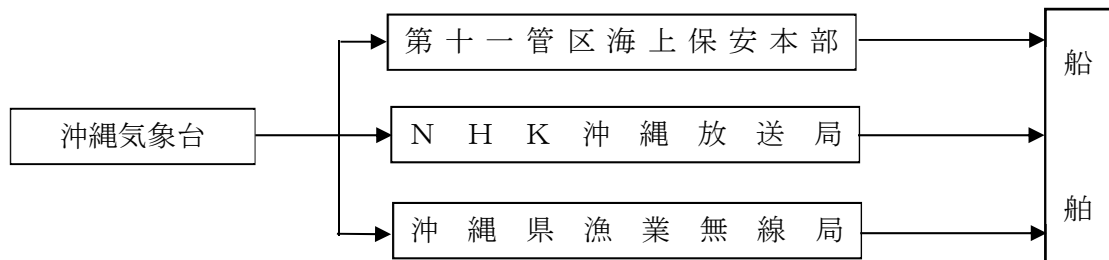 沖縄気象台
第十一管区海上保安本部
ＮＨＫ沖縄放送局
沖縄県漁業無線局
船舶